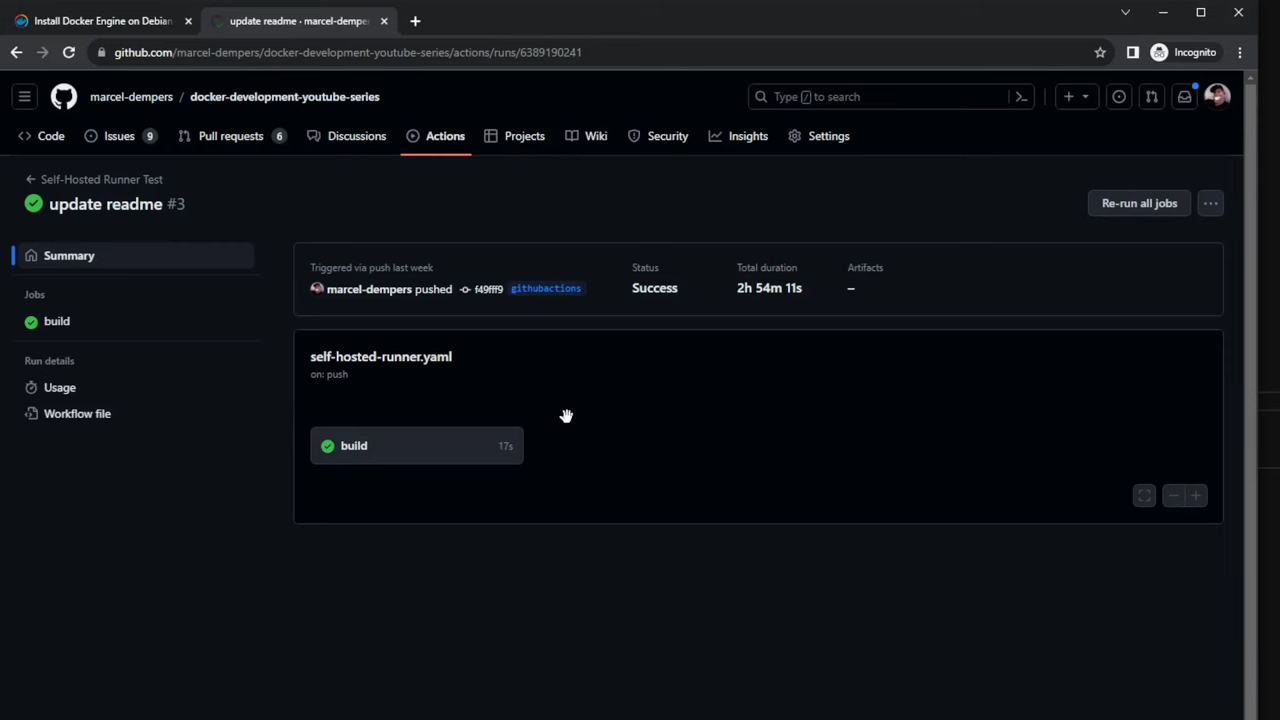 Install Docker Engine on Debian
update readme · marcel-dempe
github.com/marcel-dempers/docker-development-youtube-series/actions/runs/6389190241
Incognito
marcel-dempers / docker-development-youtube-series
Type / to search
Code
Issues 9
Pull requests 6
Discussions
Actions
Projects
Wiki
Security
Insights
Settings
Self-Hosted Runner Test
update readme #3
Re-run all jobs
Summary
Jobs
build
Run details
Usage
Workflow file
Triggered via push last week
marcel-dempers pushed f49fff9 githubactions
Status
Success
Total duration
2h 54m 11s
Artifacts
–
self-hosted-runner.yaml
on: push
build 17s